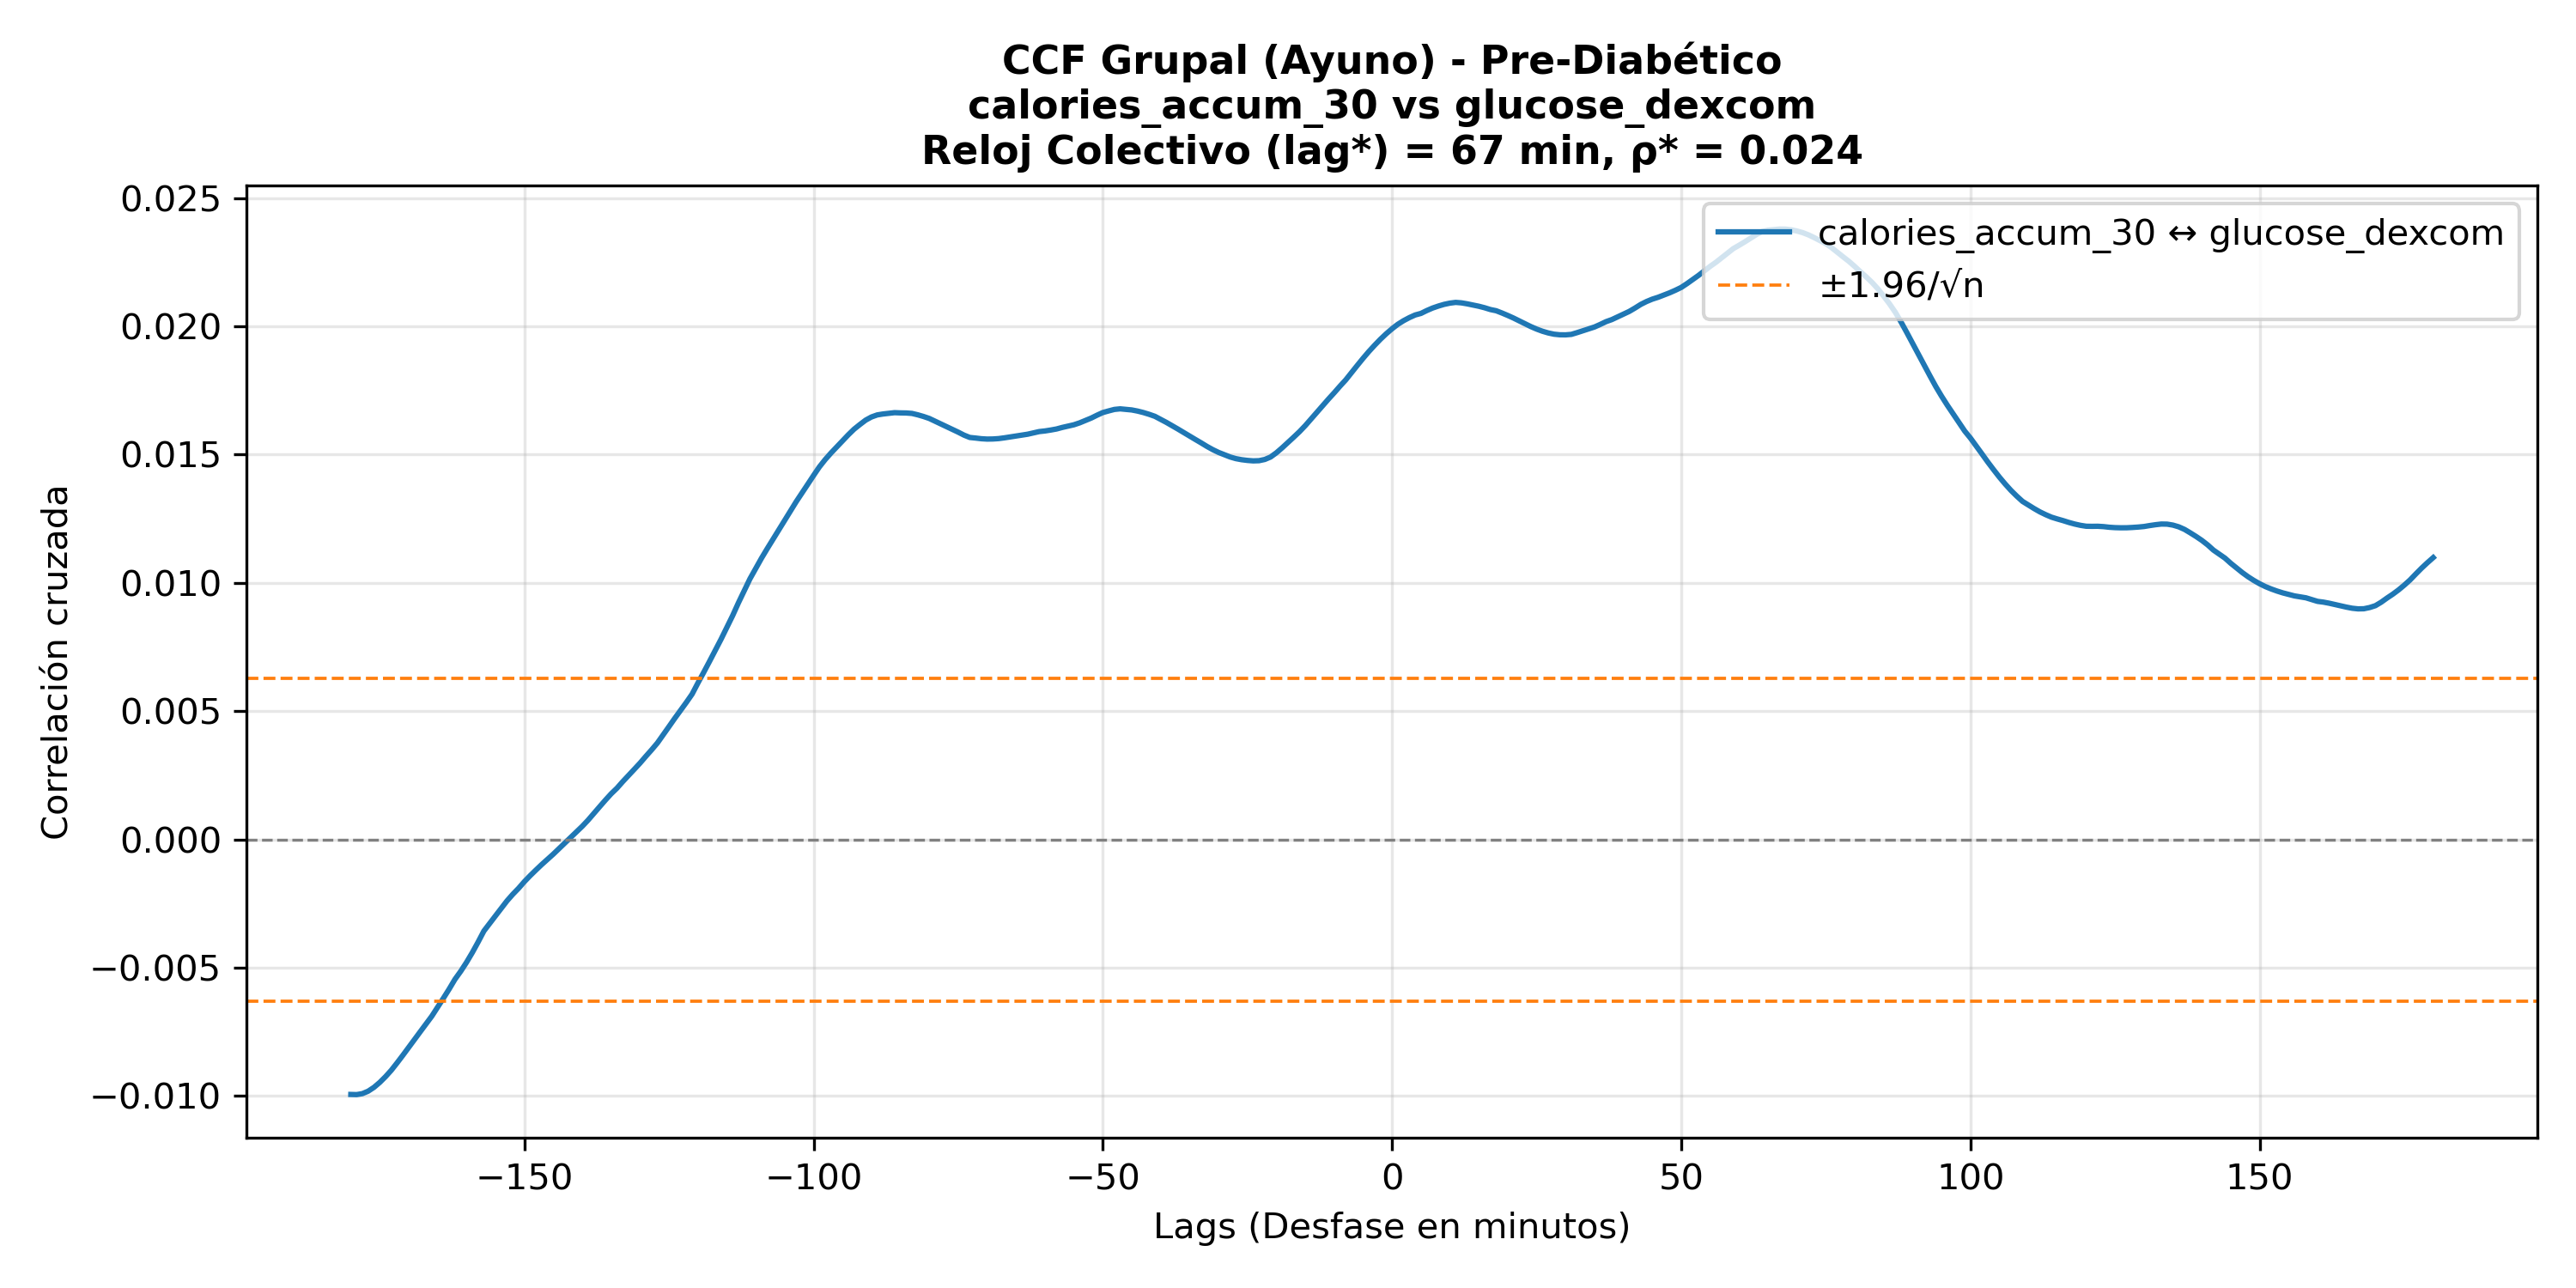 CCF Grupal (Ayuno) - Pre-Diabético
calories_accum_30 vs glucose_dexcom
Reloj Colectivo (lag*) = 67 min, ρ* = 0.024
calories_accum_30 ↔ glucose_dexcom
±1.96/√n
Correlación cruzada
0.025
0.020
0.015
0.010
0.005
0.000
−0.005
−0.010
−150 −100 −50 0 50 100 150
Lags (Desfase en minutos)